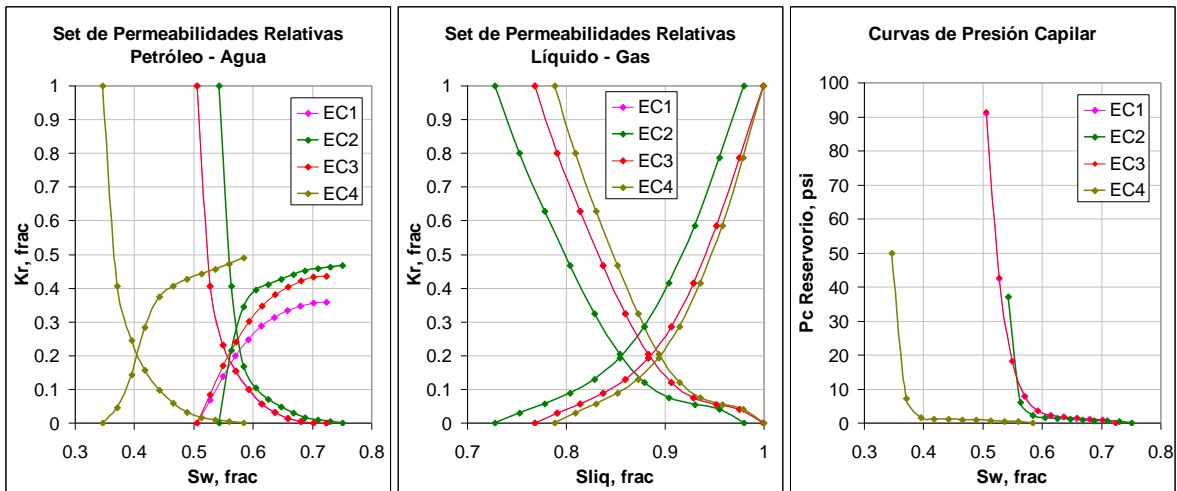 Set de Permeabilidades Relativas
Petróleo - Agua
Kr, frac
1
0.9
0.8
0.7
0.6
0.5
0.4
0.3
0.2
0.1
0
EC1
EC2
EC3
EC4
0.3
0.4
0.5
0.6
0.7
0.8
Sw, frac
Set de Permeabilidades Relativas
Líquido - Gas
Kr, frac
1
0.9
0.8
0.7
0.6
0.5
0.4
0.3
0.2
0.1
0
EC1
EC2
EC3
EC4
0.7
0.8
0.9
1
Sliq, frac
Curvas de Presión Capilar
Pc Reservorio, psi
100
90
80
70
60
50
40
30
20
10
0
EC1
EC2
EC3
EC4
0.3
0.4
0.5
0.6
0.7
0.8
Sw, frac